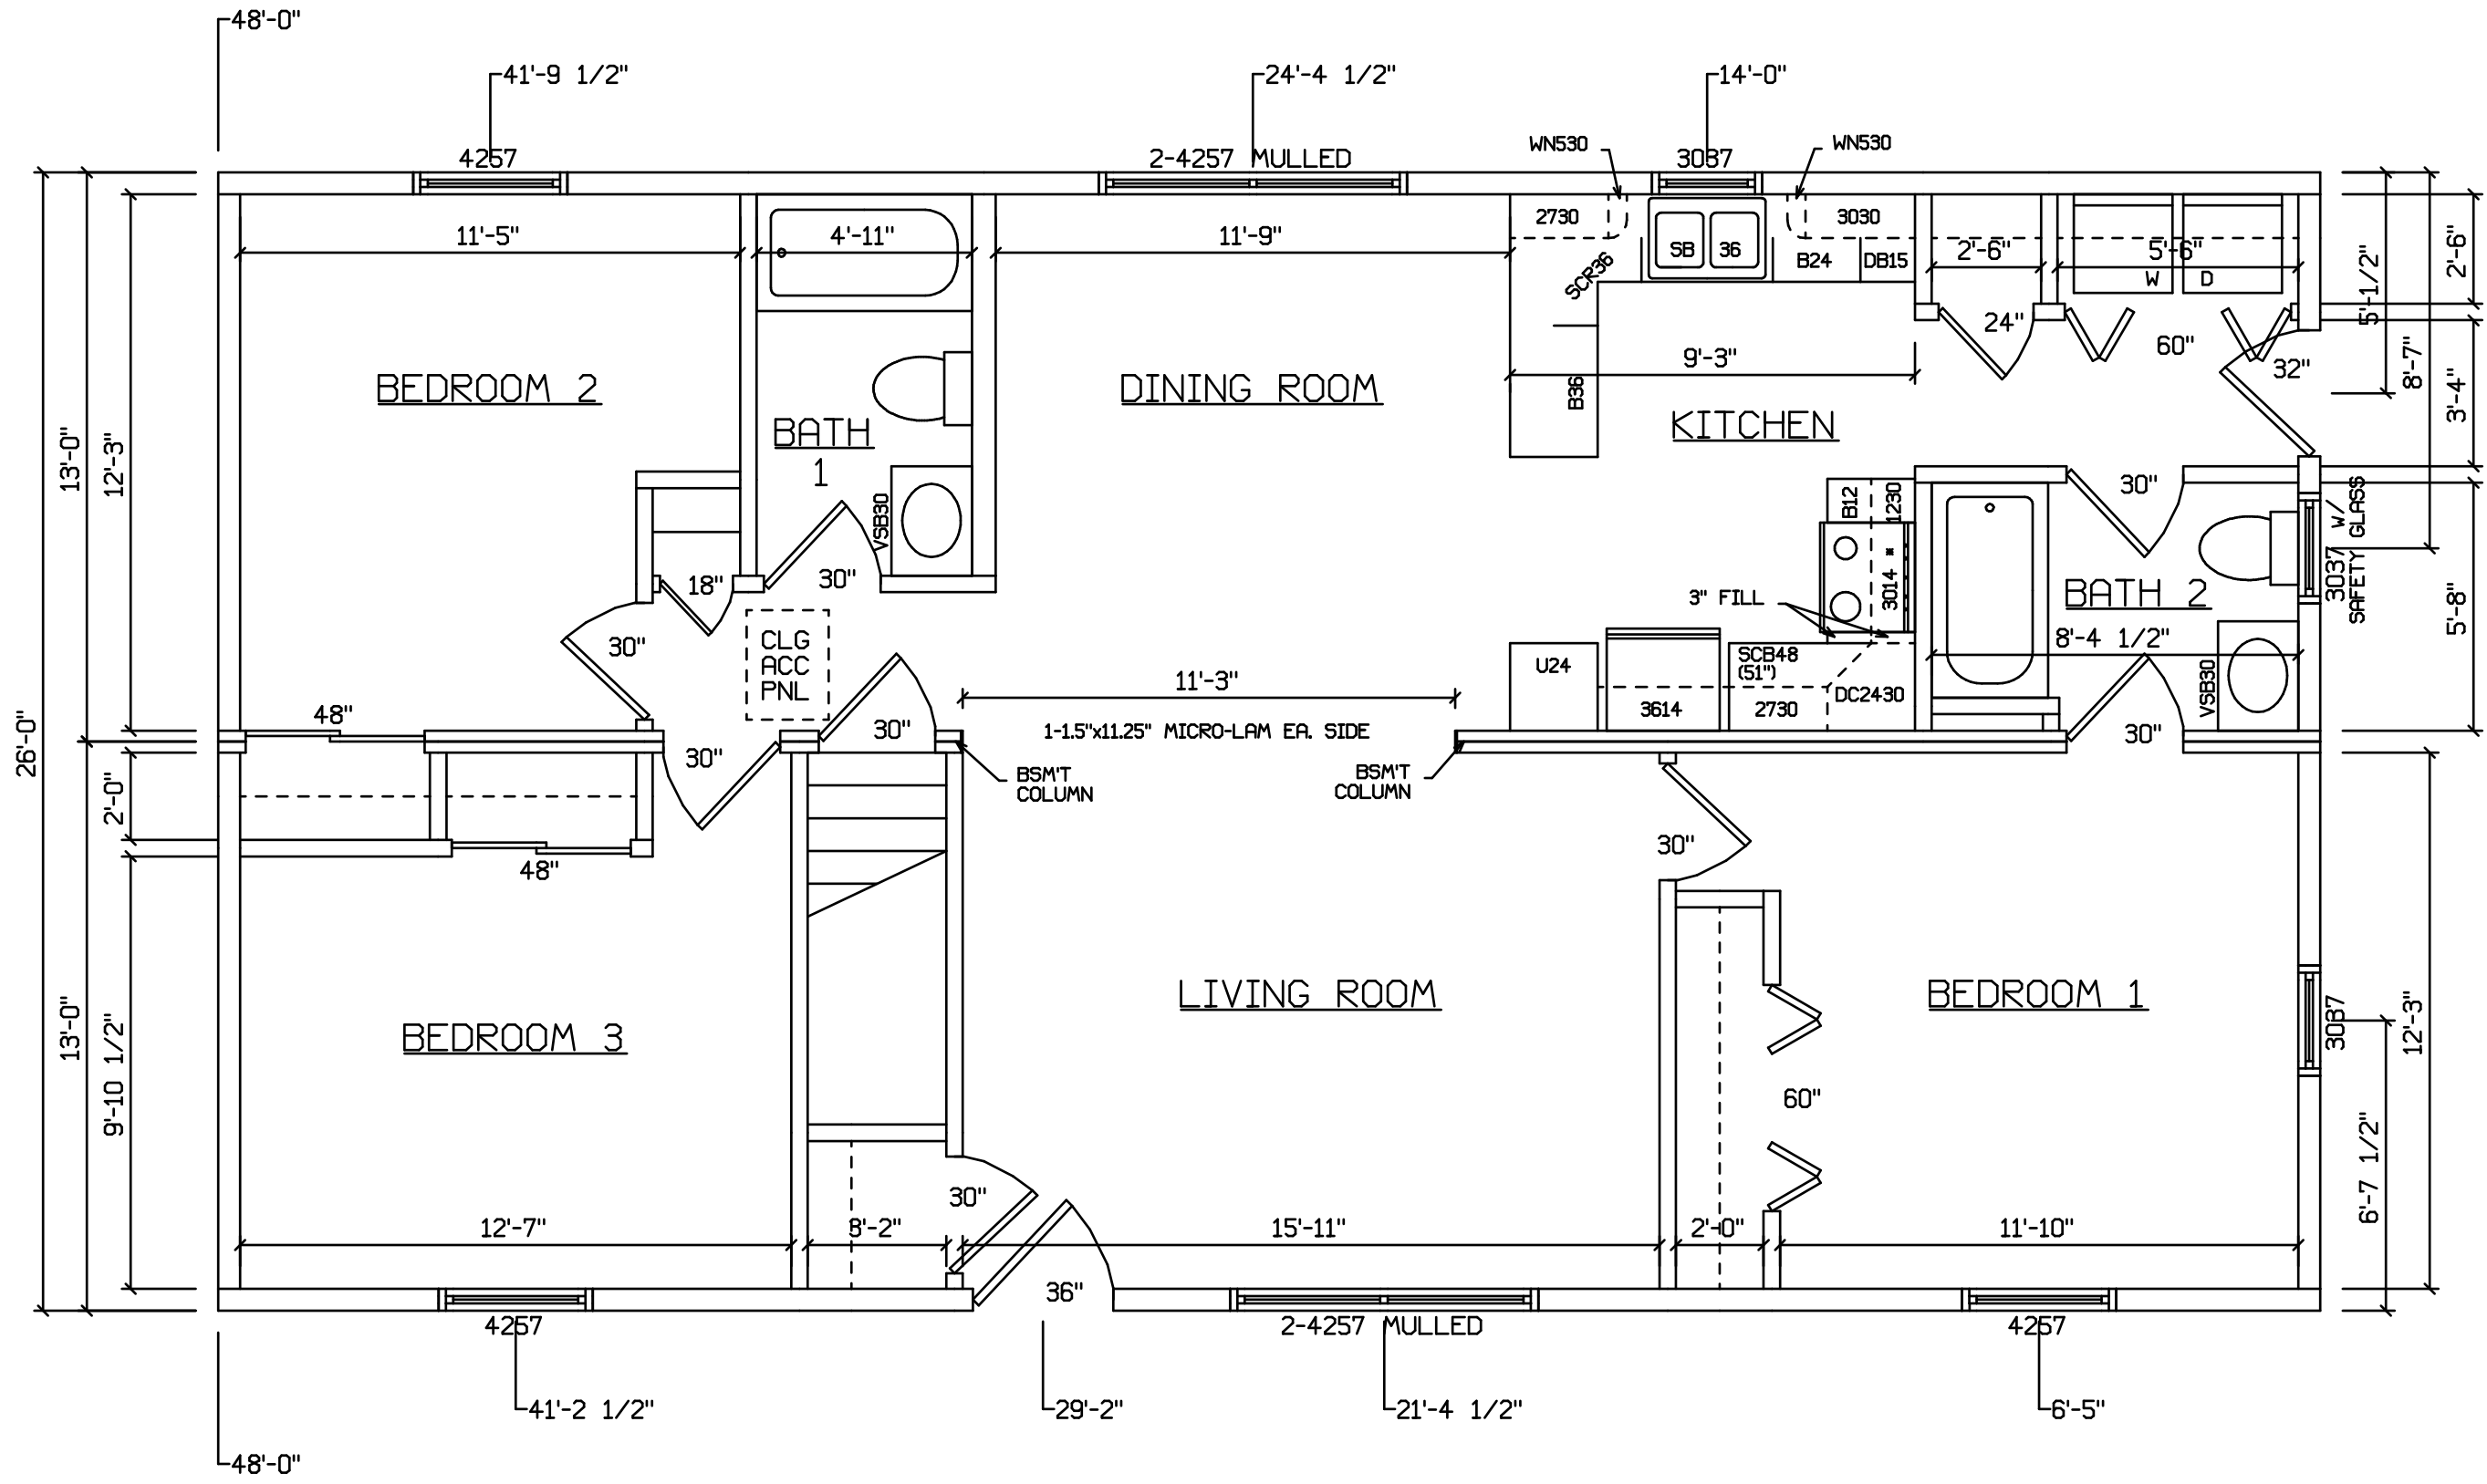 48'-0"
41'-9 1/2"
24'-4 1/2"
14'-0"
4257
2-4257 MULLED
WN530
3037
WN530
2730
3030
11'-5"
4'-11"
11'-9"
SB
36
B24
DB15
2'-6"
5'-6"
W
D
SCR36
5'-1/2"
2'-6"
24"
60"
32"
8'-7"
3'-4"
9'-3"
B36
BEDROOM 2
BATH
1
DINING ROOM
KITCHEN
13'-0"
12'-3"
VSB30
B12
1230
30"
3037 W/
SAFETY GLASS
18"
30"
3014
3" FILL
BATH 2
5'-8"
30"
CLG
ACC
PNL
8'-4 1/2"
U24
SCB48
(51")
DC2430
3614
2730
VSB30
11'-3"
48"
30"
1-1.5"x11.25" MICRO-LAM EA. SIDE
30"
26'-0"
30"
BSM'T
COLUMN
BSM'T
COLUMN
2'-0"
48"
30"
BEDROOM 3
LIVING ROOM
BEDROOM 1
13'-0"
9'-10 1/2"
3037
12'-3"
60"
6'-7 1/2"
30"
12'-7"
3'-2"
15'-11"
2'-0"
11'-10"
36"
4257
2-4257 MULLED
4257
41'-2 1/2"
29'-2"
21'-4 1/2"
6'-5"
48'-0"